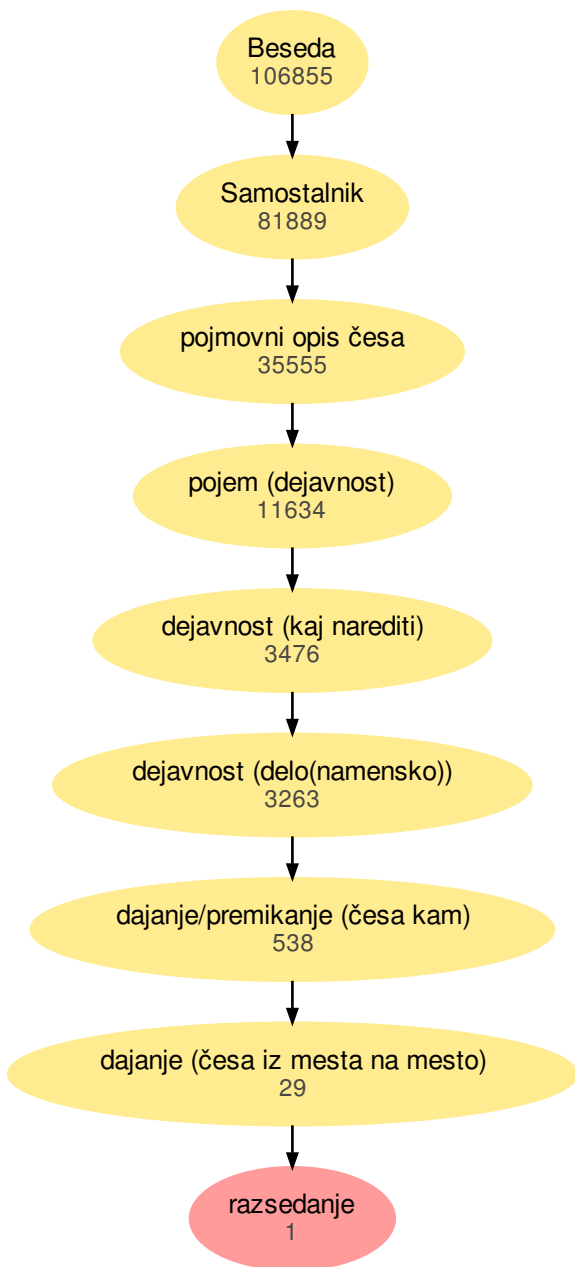 Beseda
106855
Samostalnik
81889
pojmovni opis česa
35555
pojem (dejavnost)
11634
dejavnost (kaj narediti)
3476
dejavnost (delo(namensko))
3263
dajanje/premikanje (česa kam)
538
dajanje (česa iz mesta na mesto)
29
razsedanje
1